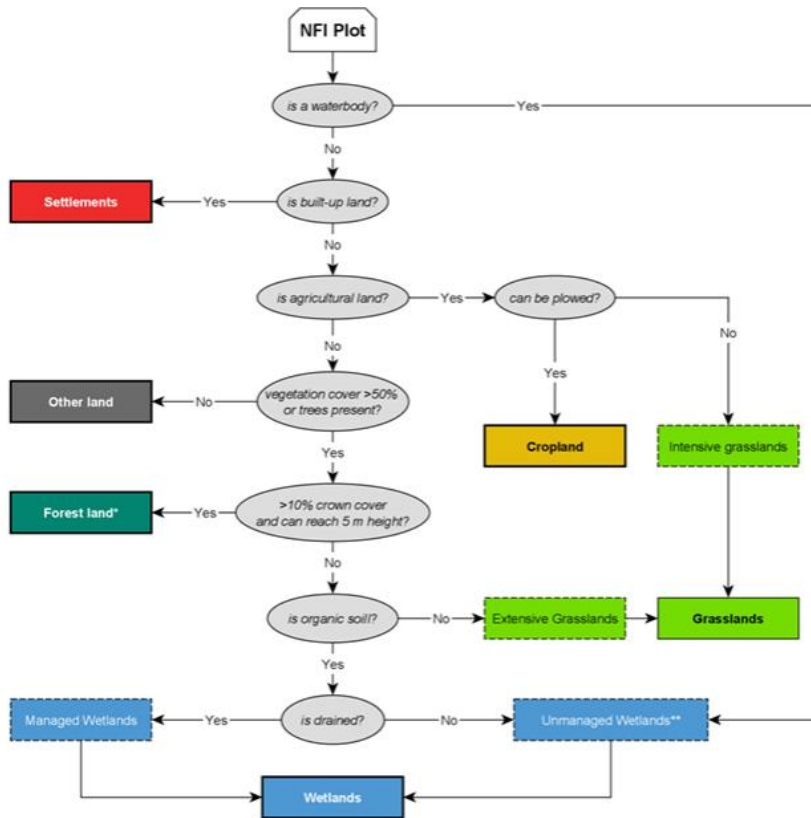 NFI Plot
is a waterbody?
Yes
No
Settlements
Yes
is built-up land?
No
is agricultural land?
Yes
can be plowed?
No
No
Yes
Other land
No
vegetation cover >50%
or trees present?
Yes
Cropland
Intensive grasslands
Forest land*
Yes
>10% crown cover
and can reach 5 m height?
No
is organic soill?
No
Extensive Grasslands
Grasslands
Yes
Managed Wetlands
Yes
is drained?
No
Unmanaged Wetlands**
Wetlands